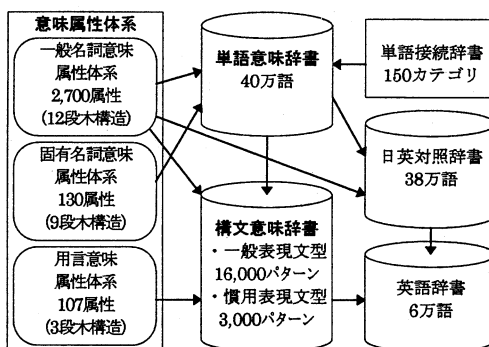 意味属性体系
一般名詞意味
属性体系
2,700属性
(12段木構造)
固有名詞意味
属性体系
130属性
(9段木構造)
用言意味
属性体系
107属性
(3段木構造)
単語意味辞書
40万語
構文意味辞書
・一般表現文型
16,000パターン
・慣用表現文型
3,000パターン
単語接続辞書
150カテゴリ
日英対照辞書
38万語
英語辞書
6万語